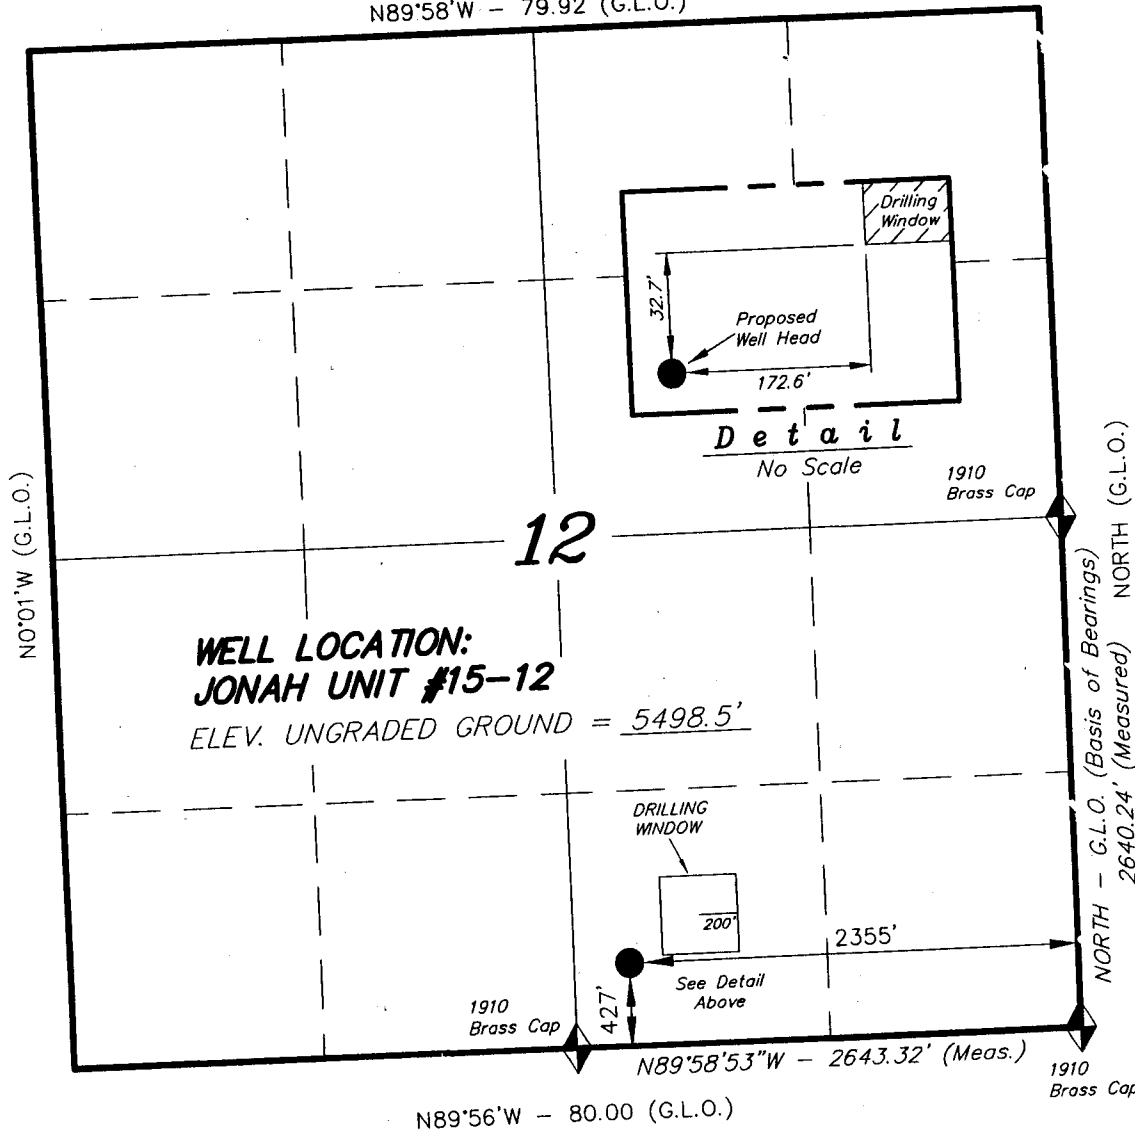 N89°58'W - 79.92 (G.L.O.)
Drilling
Window
32.7'
Proposed
Well Head
172.6'
Detail
No Scale
1910
Brass Cap
N0°01'W (G.L.O.)
12
NORTH (G.L.O.)
NORTH - G.L.O. (Basis of Bearings)
2640.24' (Measured)
WELL LOCATION:
JONAH UNIT #15-12
ELEV. UNGRADED GROUND = 5498.5'
DRILLING
WINDOW
200'
2355'
See Detail
Above
427'
1910
Brass Cap
N89°58'53"W - 2643.32' (Meas.)
1910
Brass Cap
N89°56'W - 80.00 (G.L.O.)